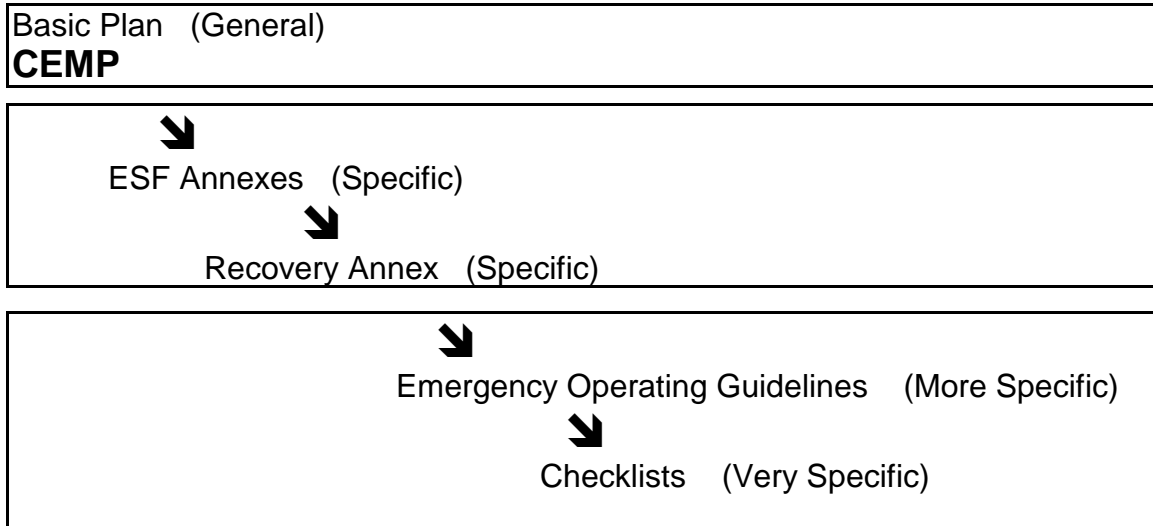 Basic Plan (General)
CEMP
ESF Annexes (Specific)
Recovery Annex (Specific)
Emergency Operating Guidelines (More Specific)
Checklists (Very Specific)